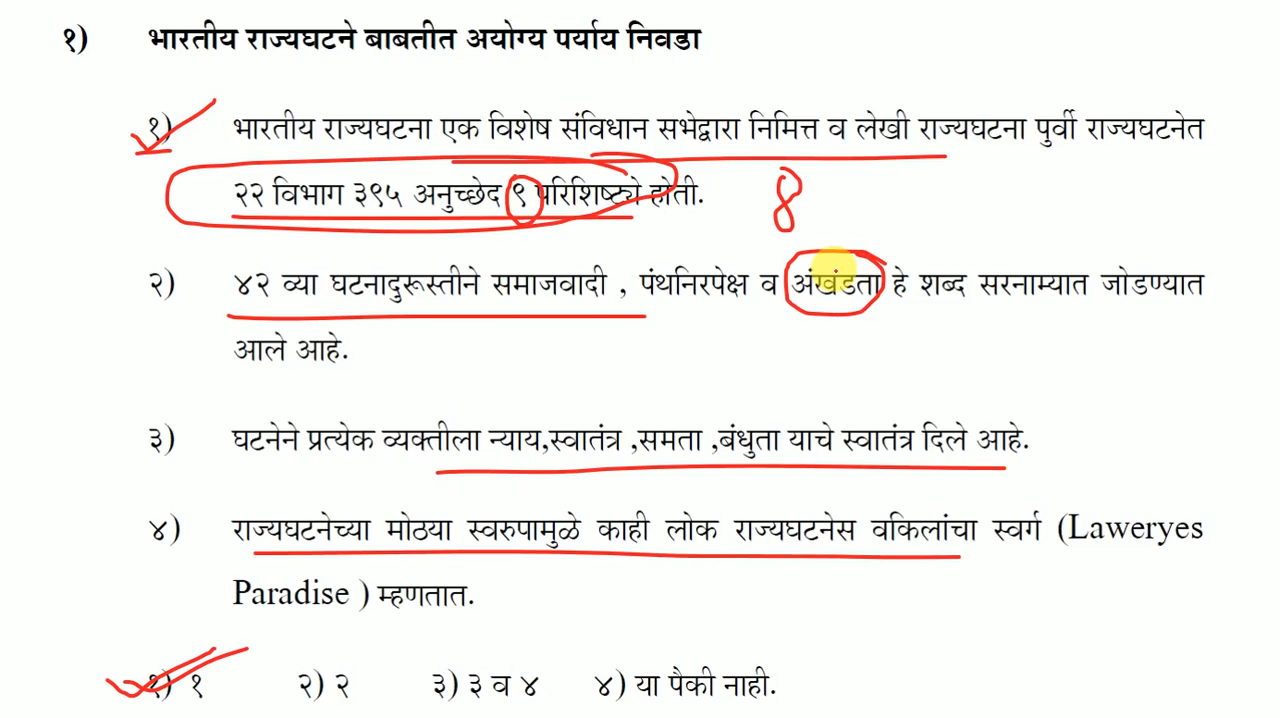 १) भारतीय राज्यघटने बाबतीत अयोग्य पर्याय निवडा
१) भारतीय राज्यघटना एक विशेष संविधान सभेद्वारा निमित्त व लेखी राज्यघटना पुर्वी राज्यघटनेत
२२ विभाग ३९५ अनुच्छेद ९ परिशिष्ट्ये होती. 8
२) ४२ व्या घटनादुरूस्तीने समाजवादी , पंथनिरपेक्ष व अंखंडता हे शब्द सरनाम्यात जोडण्यात
आले आहे.
३) घटनेने प्रत्येक व्यक्तीला न्याय,स्वातंत्र ,समता ,बंधुता याचे स्वातंत्र दिले आहे.
४) राज्यघटनेच्या मोठया स्वरुपामुळे काही लोक राज्यघटनेस वकिलांचा स्वर्ग (Laweryes
Paradise ) म्हणतात.
१) १ २) २ ३) ३ व ४ ४) या पैकी नाही.